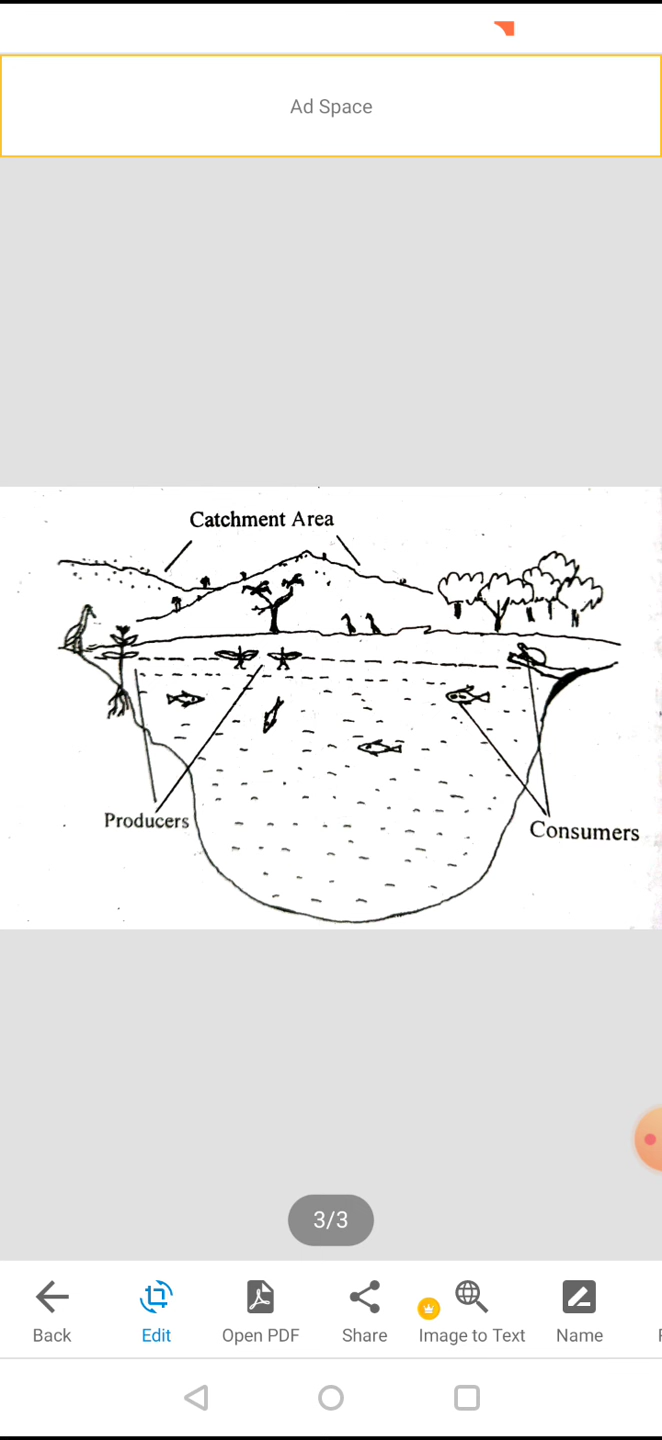 Ad Space
Catchment Area
Producers
Consumers
3/3
Back
Edit
Open PDF
Share
Image to Text
Name